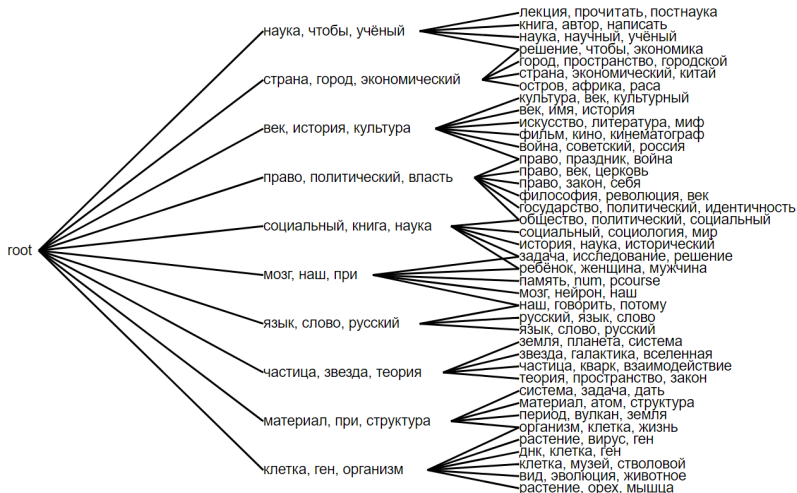 root
наука, чтобы, учёный
страна, город, экономический
век, история, культура
право, политический, власть
социальный, книга, наука
мозг, наш, при
язык, слово, русский
частица, звезда, теория
материал, при, структура
клетка, ген, организм
лекция, прочитать, постнаука
книга, автор, написать
наука, научный, учёный
решение, чтобы, экономика
город, пространство, городской
страна, экономический, китай
остров, африка, раса
культура, век, культурный
век, имя, история
искусство, литература, миф
фильм, кино, кинематограф
война, советский, россия
право, праздник, война
право, век, церковь
право, закон, себя
философия, революция, век
государство, политический, идентичность
общество, политический, социальный
социальный, социология, мир
история, наука, исторический
задача, исследование, решение
ребёнок, женщина, мужчина
память, num, pcourse
мозг, нейрон, наш
наш, говорить, потому
русский, язык, слово
язык, слово, русский
земля, планета, система
звезда, галактика, вселенная
частица, кварк, взаимодействие
теория, пространство, закон
система, задача, дать
материал, атом, структура
период, вулкан, земля
организм, клетка, жизнь
растение, вирус, ген
днк, клетка, ген
клетка, музей, стволовой
вид, эволюция, животное
растение, орех, мышца